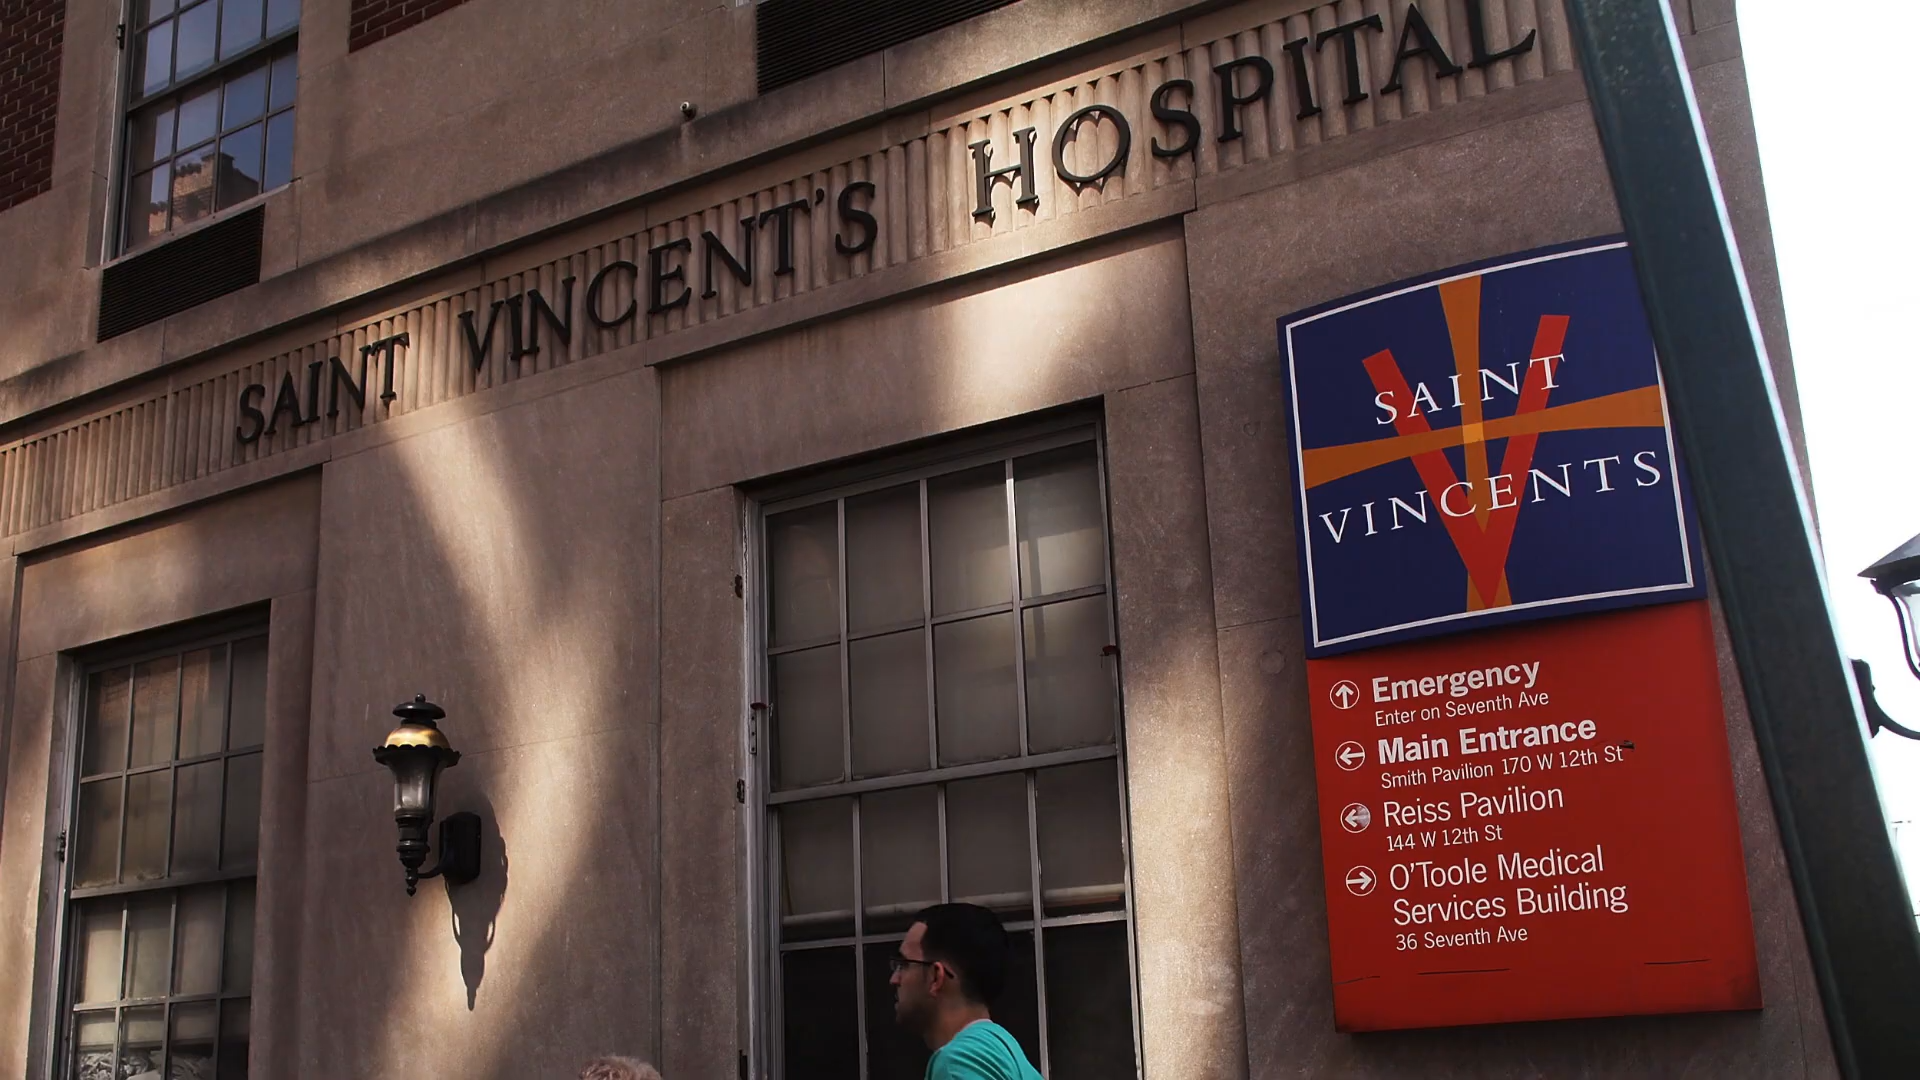 SAINT VINCENT'S HOSPITAL
SAINT
VINCENTS
Emergency
Enter on Seventh Ave
Main Entrance
Smith Pavilion 170 W 12th St
Reiss Pavilion
144 W 12th St
O'Toole Medical
Services Building
36 Seventh Ave